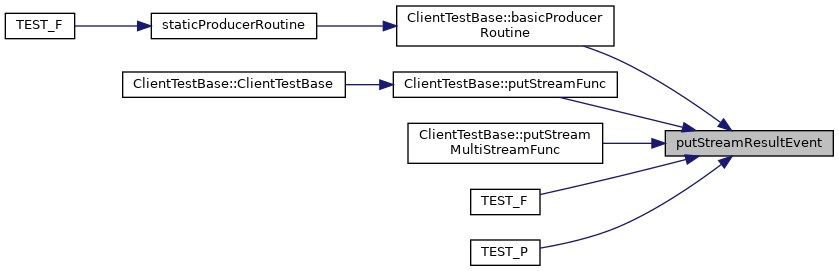 TEST_F
staticProducerRoutine
ClientTestBase::basicProducer
Routine
ClientTestBase::ClientTestBase
ClientTestBase::putStreamFunc
ClientTestBase::putStream
MultiStreamFunc
putStreamResultEvent
TEST_F
TEST_P